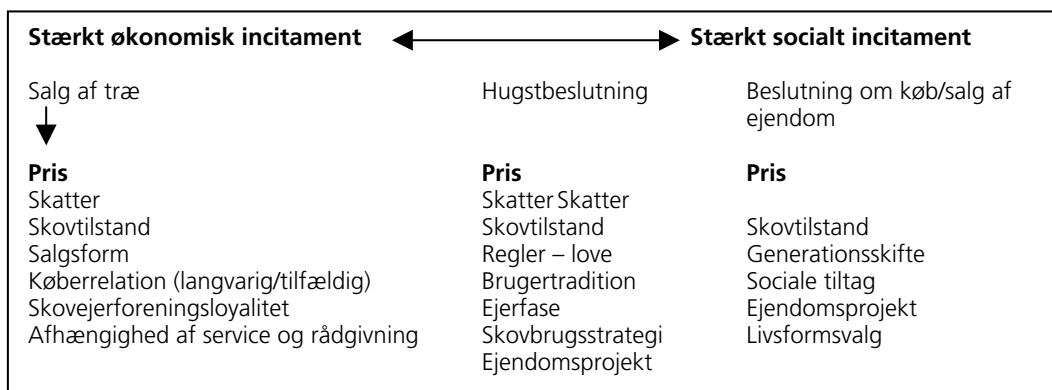 Stærkt økonomisk incitament Stærkt socialt incitament
Salg af træ Hugstbeslutning Beslutning om køb/salg af
ejendom
Pris Pris Pris
Skatter Skatter Skatter
Skovtilstand Skovtilstand Skovtilstand
Salgsform Regler – love Generationsskifte
Køberrelation (langvarig/tilfældig) Brugertradition Sociale tiltag
Skovejerforeningsloyalitet Ejerfase Ejendomsprojekt
Afhængighed af service og rådgivning Skovbrugsstrategi Livsformsvalg
Ejendomsprojekt